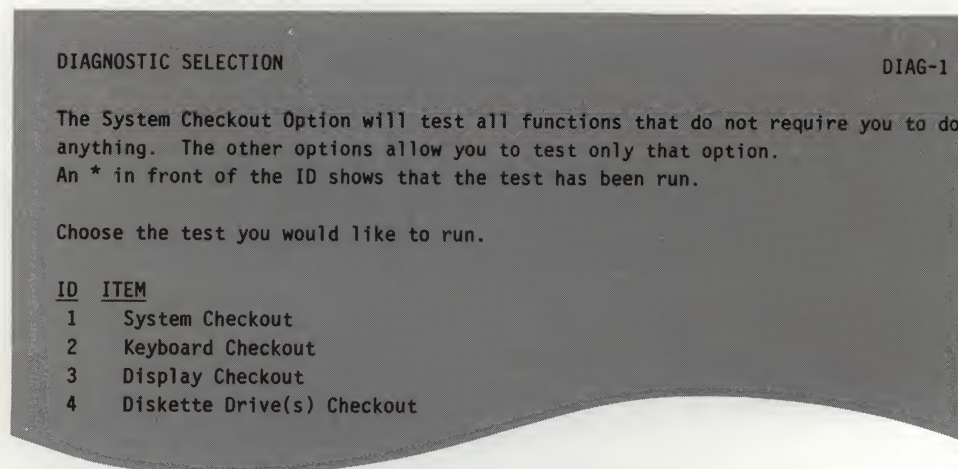 DIAGNOSTIC SELECTION DIAG-1
The System Checkout Option will test all functions that do not require you to do
anything. The other options allow you to test only that option.
An * in front of the ID shows that the test has been run.
Choose the test you would like to run.
ID ITEM
1 System Checkout
2 Keyboard Checkout
3 Display Checkout
4 Diskette Drive(s) Checkout